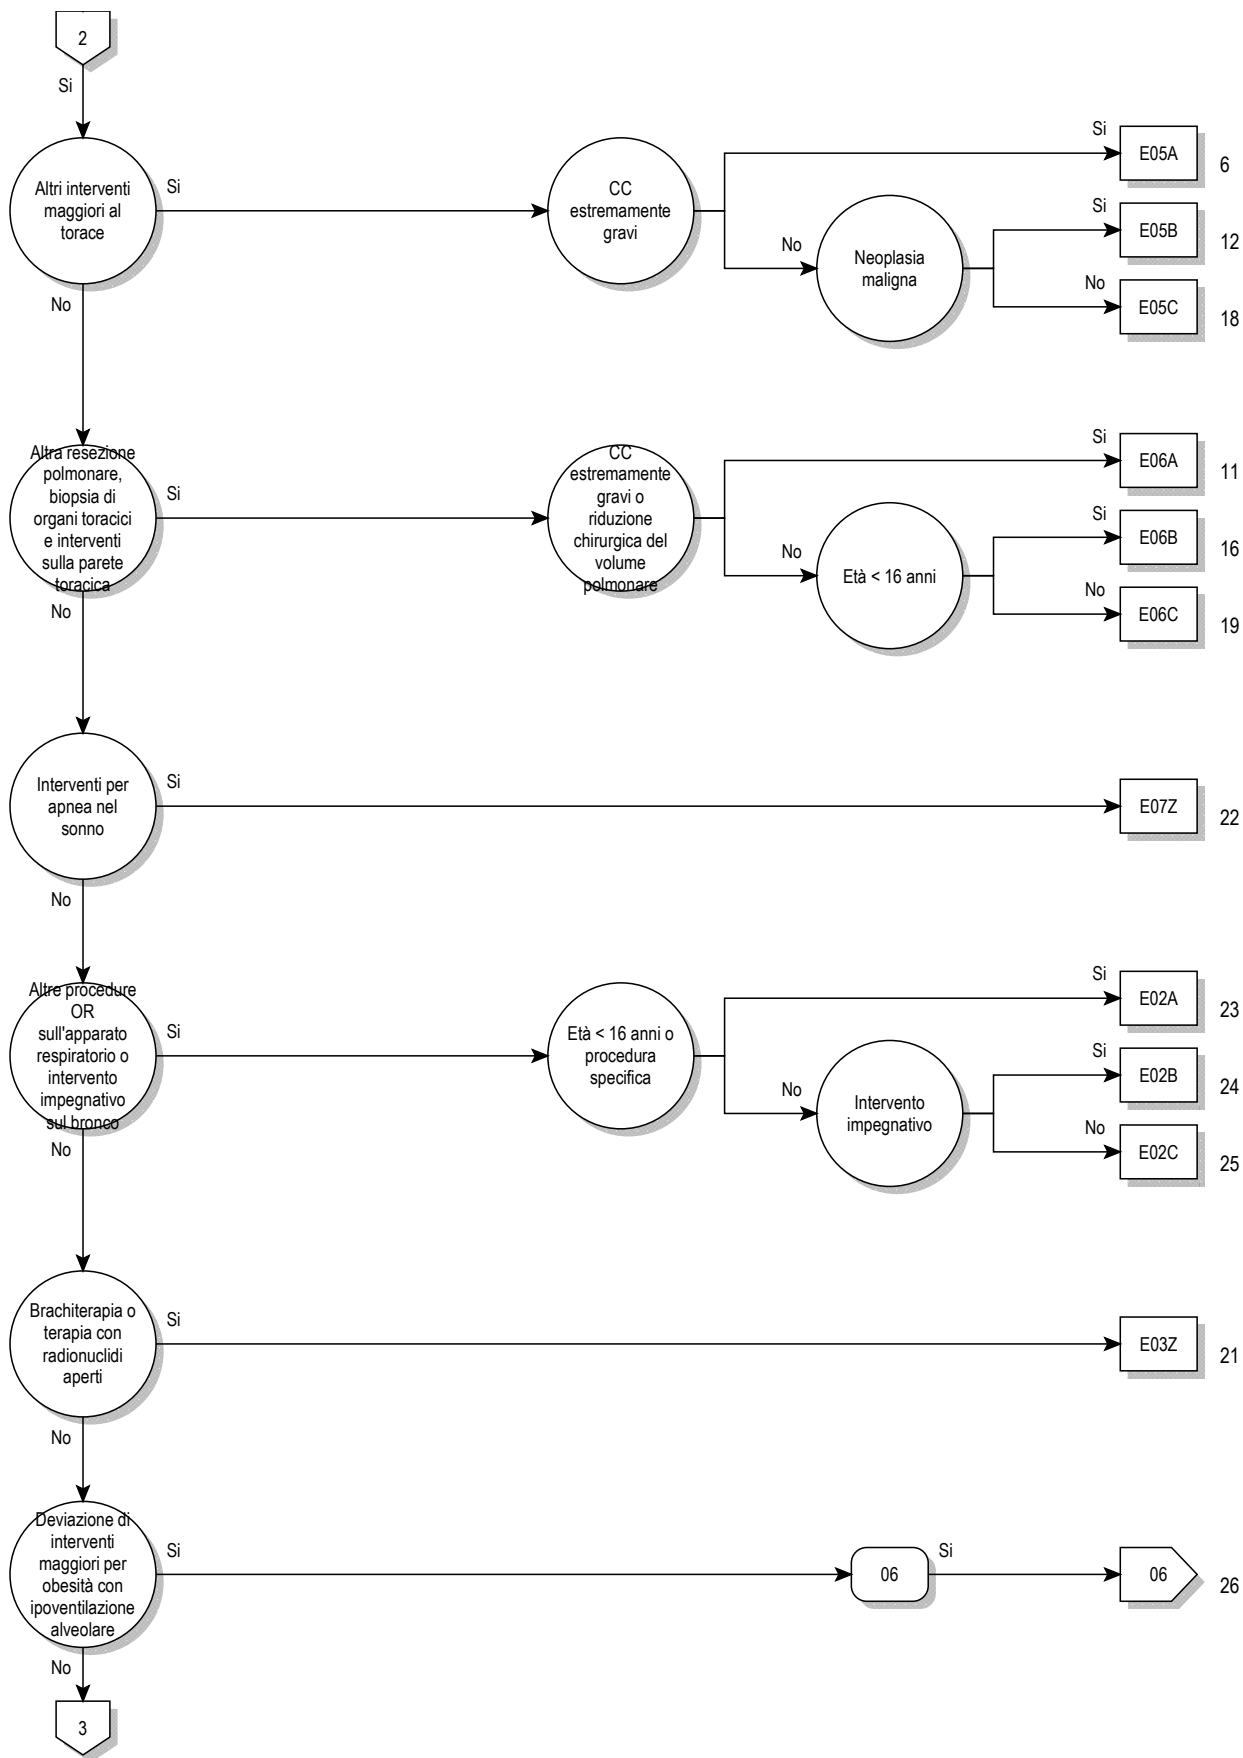 2
Si
Altri interventi
maggiori al
torace
Si
No
CC
estremamente
gravi
No
Neoplasia
maligna
Si
E05A
6
Si
E05B
12
No
E05C
18
Altra resezione
polmonare,
biopsia di
organi toracici
e interventi
sulla parete
toracica
Si
No
CC
estremamente
gravi o
riduzione
chirurgica del
volume
polmonare
No
Età < 16 anni
Si
E06A
11
Si
E06B
16
No
E06C
19
Interventi per
apnea nel
sonno
Si
No
E07Z
22
Altre procedure
OR
sull'apparato
respiratorio o
intervento
impegnativo
sul bronco
Si
No
Età < 16 anni o
procedura
specifica
No
Intervento
impegnativo
Si
E02A
23
Si
E02B
24
No
E02C
25
Brachiterapia o
terapia con
radionuclidi
aperti
Si
No
E03Z
21
Deviazione di
interventi
maggiori per
obesità con
ipoventilazione
alveolare
Si
No
06
Si
06
26
3